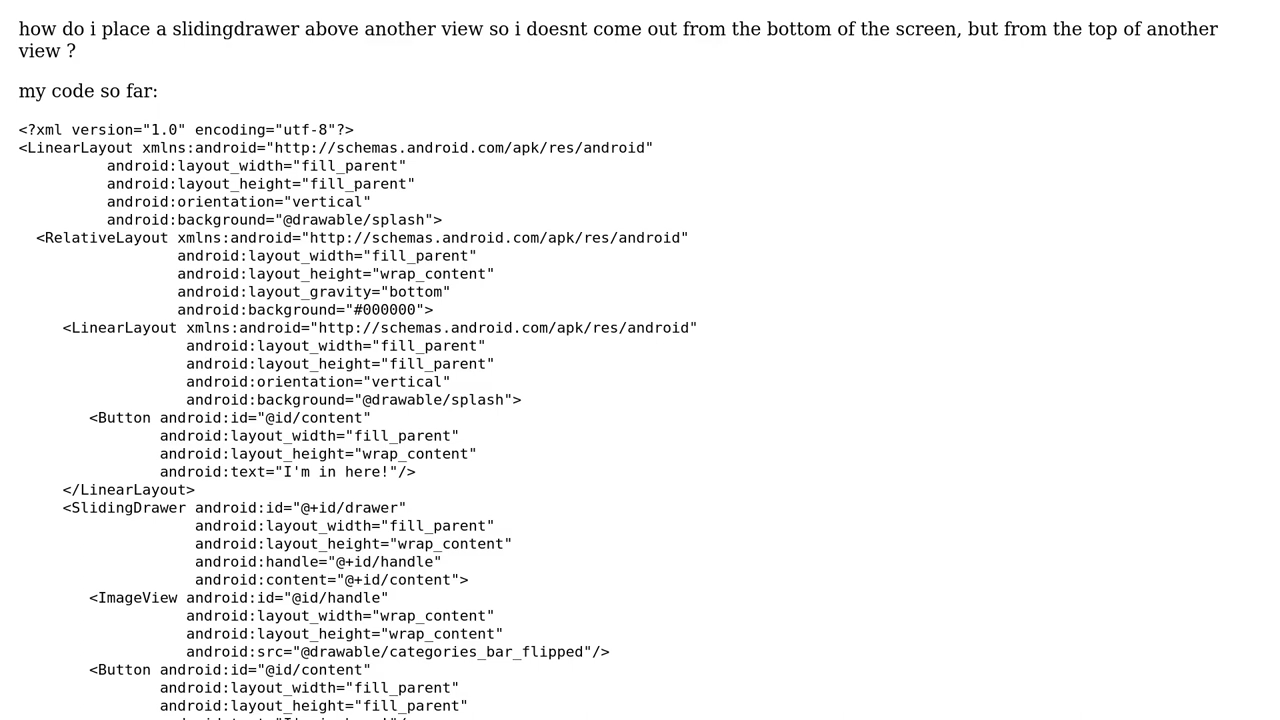 how do i place a slidingdrawer above another view so i doesnt come out from the bottom of the screen, but from the top of another
view ?
my code so far:
<?xml version="1.0" encoding="utf-8"?>
<LinearLayout xmlns:android="http://schemas.android.com/apk/res/android"
          android:layout_width="fill_parent"
          android:layout_height="fill_parent"
          android:orientation="vertical"
          android:background="@drawable/splash">
  <RelativeLayout xmlns:android="http://schemas.android.com/apk/res/android"
                  android:layout_width="fill_parent"
                  android:layout_height="wrap_content"
                  android:layout_gravity="bottom"
                  android:background="#000000">
     <LinearLayout xmlns:android="http://schemas.android.com/apk/res/android"
                   android:layout_width="fill_parent"
                   android:layout_height="fill_parent"
                   android:orientation="vertical"
                   android:background="@drawable/splash">
        <Button android:id="@id/content"
                android:layout_width="fill_parent"
                android:layout_height="wrap_content"
                android:text="I'm in here!"/>
     </LinearLayout>
     <SlidingDrawer android:id="@+id/drawer"
                    android:layout_width="fill_parent"
                    android:layout_height="wrap_content"
                    android:handle="@+id/handle"
                    android:content="@+id/content">
        <ImageView android:id="@id/handle"
                   android:layout_width="wrap_content"
                   android:layout_height="wrap_content"
                   android:src="@drawable/categories_bar_flipped"/>
        <Button android:id="@id/content"
                android:layout_width="fill_parent"
                android:layout_height="fill_parent"